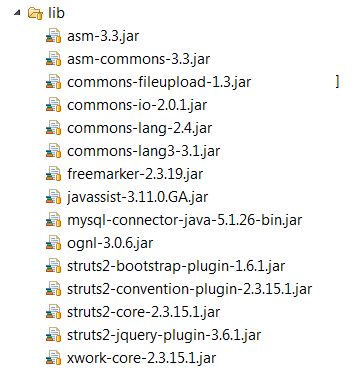 lib
asm-3.3.jar
asm-commons-3.3.jar
commons-fileupload-1.3.jar ]
commons-io-2.0.1.jar
commons-lang-2.4.jar
commons-lang3-3.1.jar
freemarker-2.3.19.jar
javassist-3.11.0.GA.jar
mysql-connector-java-5.1.26-bin.jar
ognl-3.0.6.jar
struts2-bootstrap-plugin-1.6.1.jar
struts2-convention-plugin-2.3.15.1.jar
struts2-core-2.3.15.1.jar
struts2-jquery-plugin-3.6.1.jar
xwork-core-2.3.15.1.jar